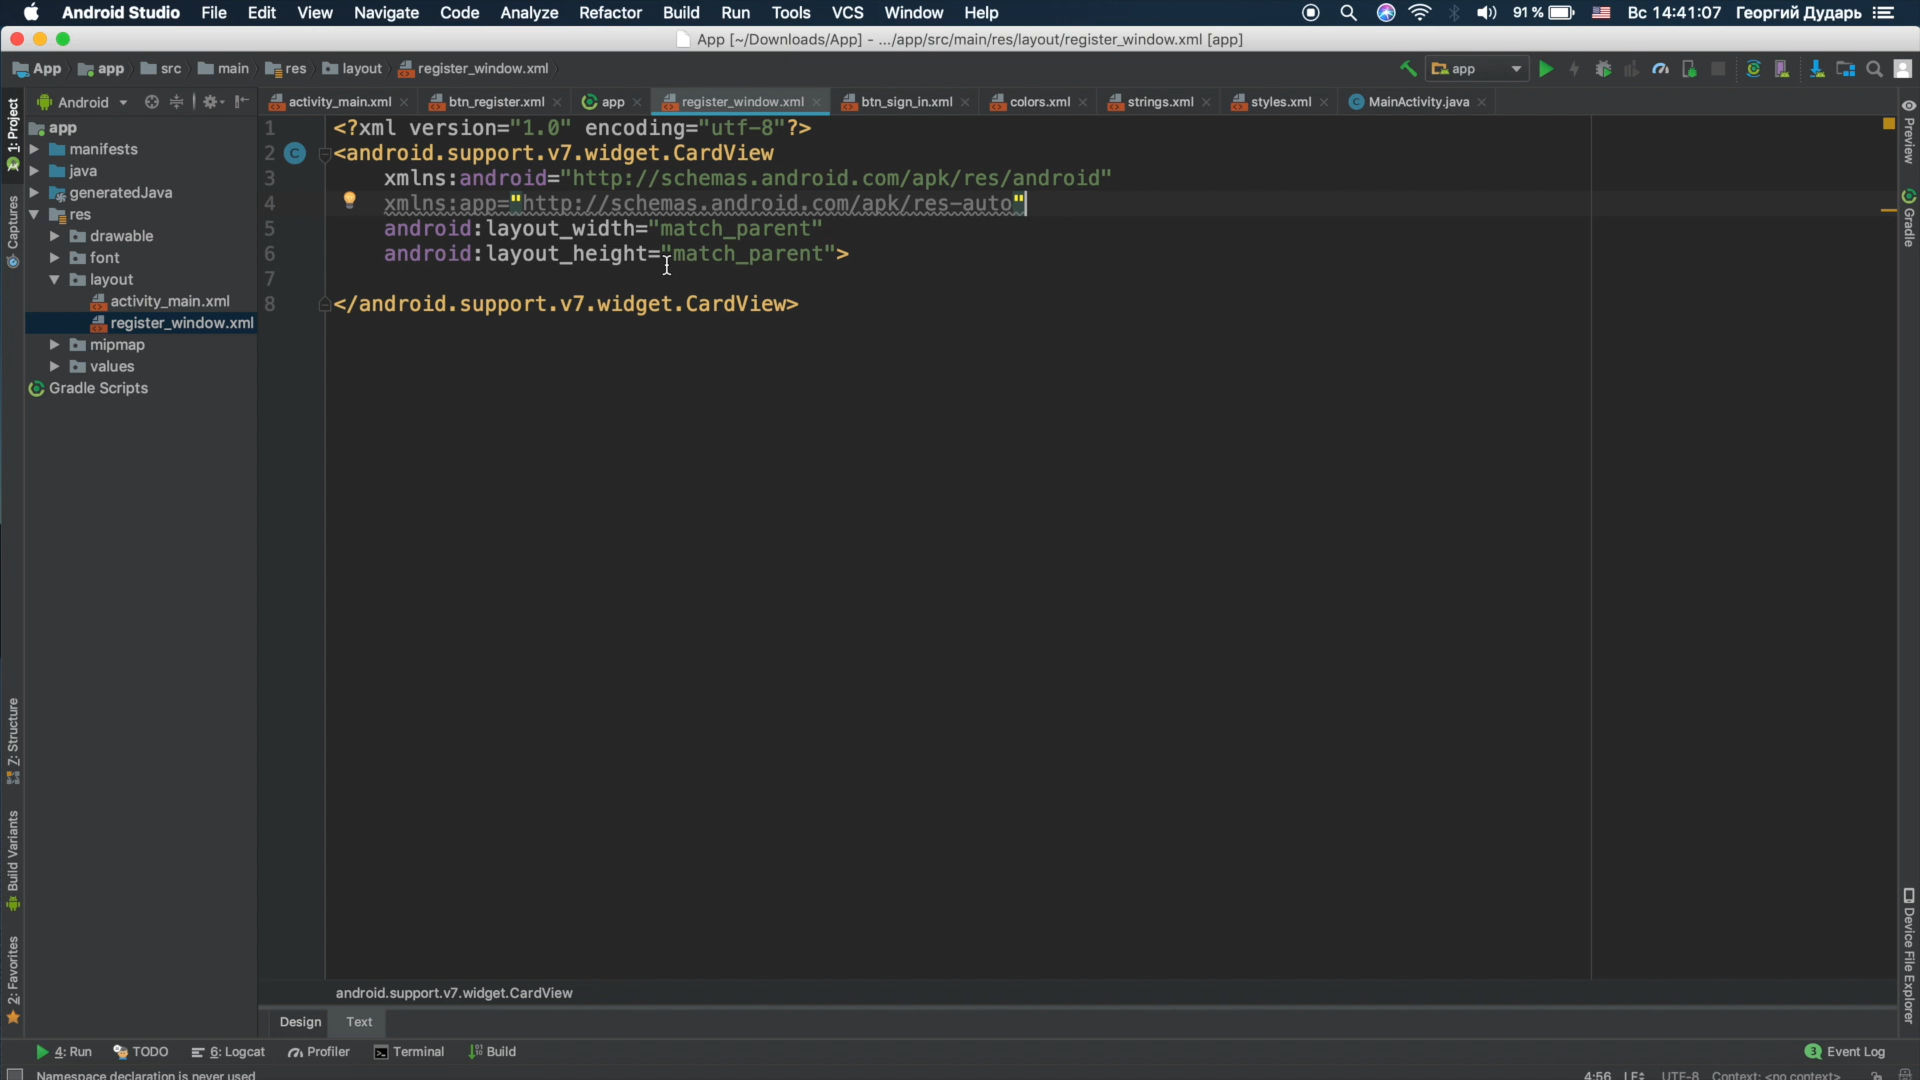 Android Studio File Edit View Navigate Code Analyze Refactor Build Run Tools VCS Window Help 91 % Вс 14:41:07 Георгий Дударь
App [~/Downloads/App] - .../app/src/main/res/layout/register_window.xml [app]
App app src main res layout register_window.xml app
Android activity_main.xml btn_register.xml app register_window.xml btn_sign_in.xml colors.xml strings.xml styles.xml MainActivity.java
1: Project
Captures
Z: Structure
Build Variants
2: Favorites
app
manifests
java
generatedJava
res
drawable
font
layout
activity_main.xml
register_window.xml
mipmap
values
Gradle Scripts
1 <?xml version="1.0" encoding="utf-8"?>
2 C <android.support.v7.widget.CardView
3 xmlns:android="http://schemas.android.com/apk/res/android"
4 xmlns:app="http://schemas.android.com/apk/res-auto"
5 android:layout_width="match_parent"
6 android:layout_height="match_parent">
7
8 </android.support.v7.widget.CardView>
Preview
Gradle
Device File Explorer
android.support.v7.widget.CardView
Design Text
4: Run TODO 6: Logcat Profiler Terminal Build 3 Event Log
Namespace declaration is never used 4:56 LF UTF-8 Context: <no context>